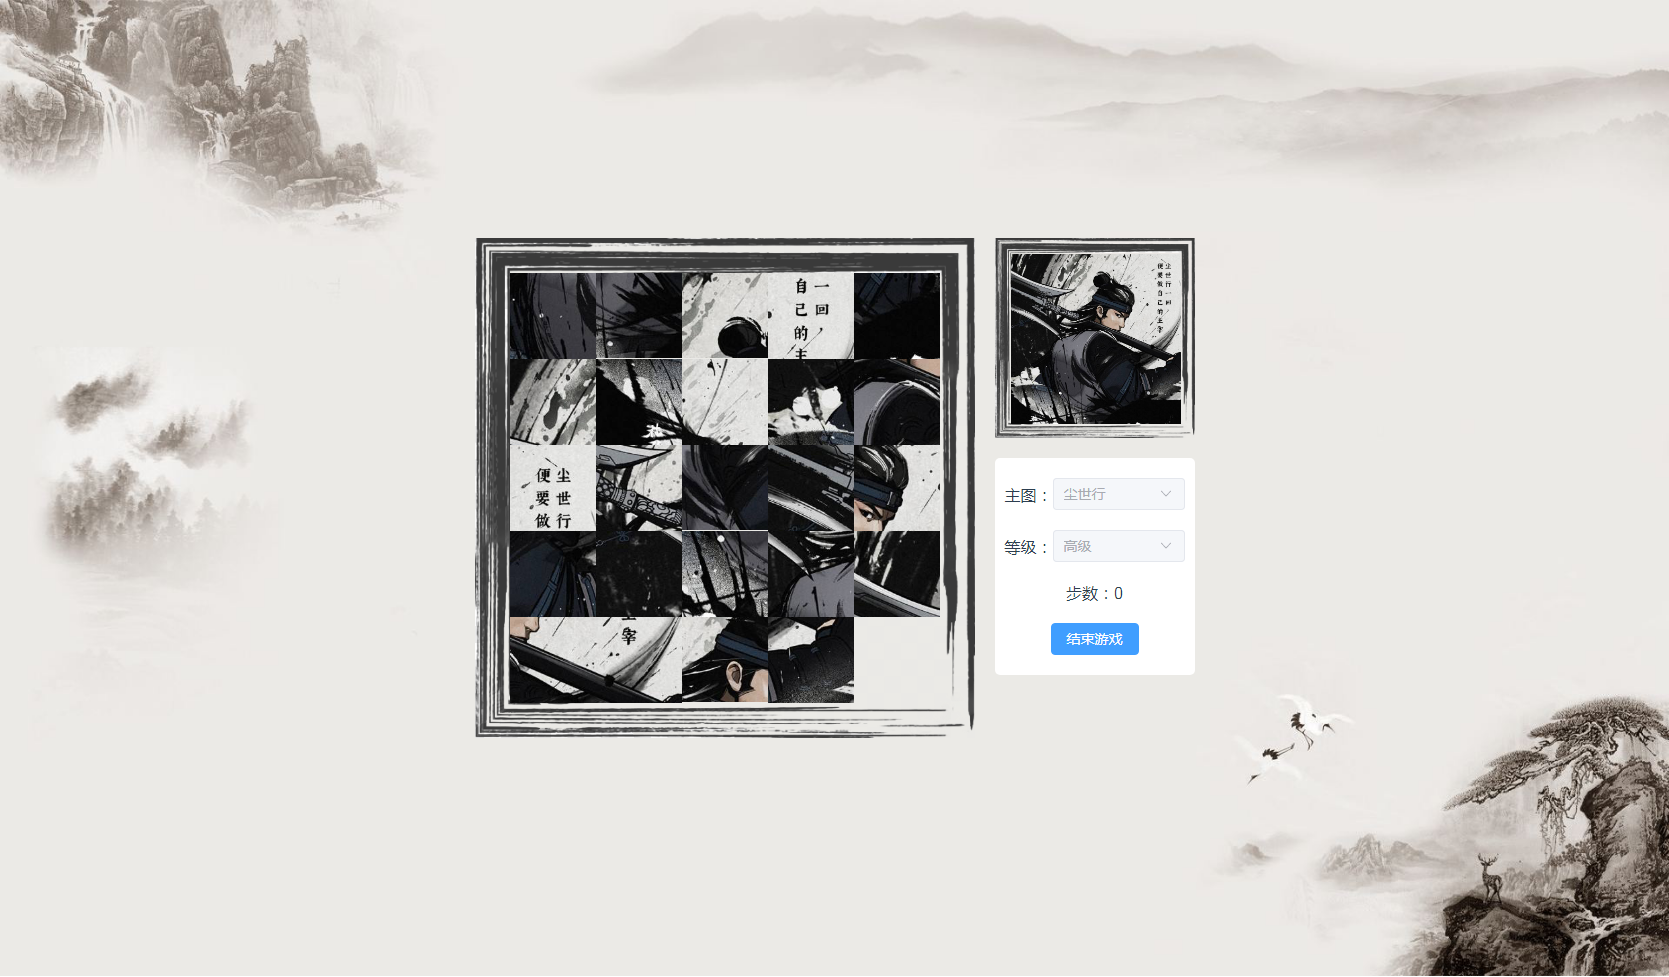 一
回
自
己
的
主
尘
世
行
便
要
做
宰
尘世行一回
便要做自己的主宰
主图：尘世行
等级：高级
步数：0
结束游戏